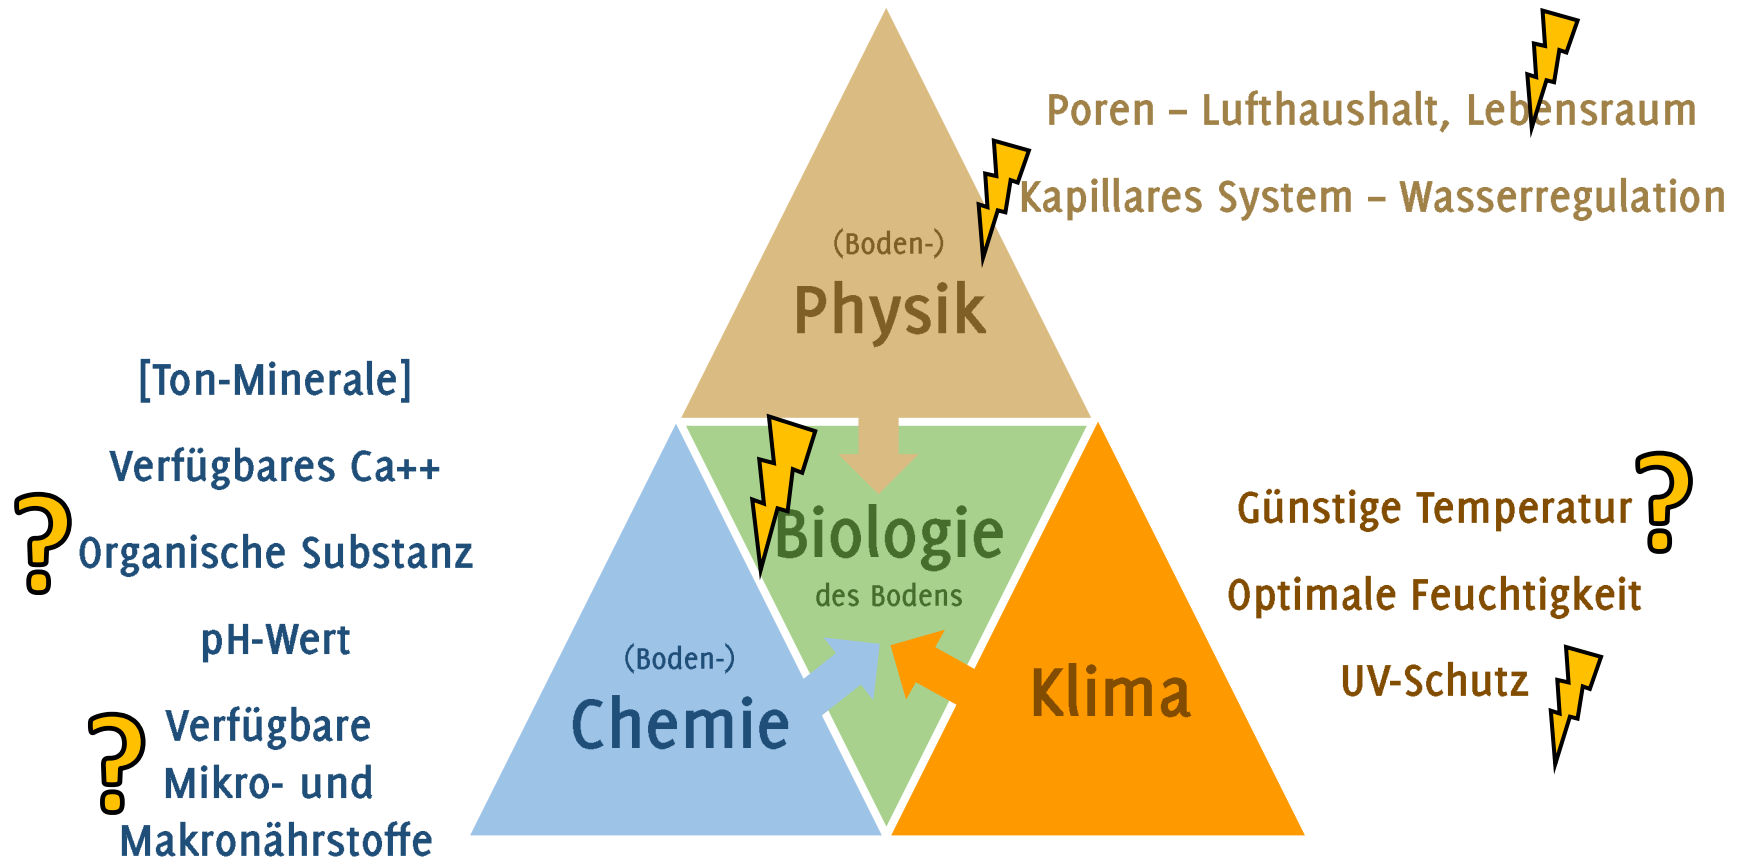 Poren – Lufthaushalt, Lebensraum
Kapillares System – Wasserregulation
(Boden-)
Physik
[Ton-Minerale]
Verfügbares Ca++
? Organische Substanz
pH-Wert
? Verfügbare
Mikro- und
Makronährstoffe
Biologie
des Bodens
(Boden-)
Chemie
Klima
Günstige Temperatur ?
Optimale Feuchtigkeit
UV-Schutz